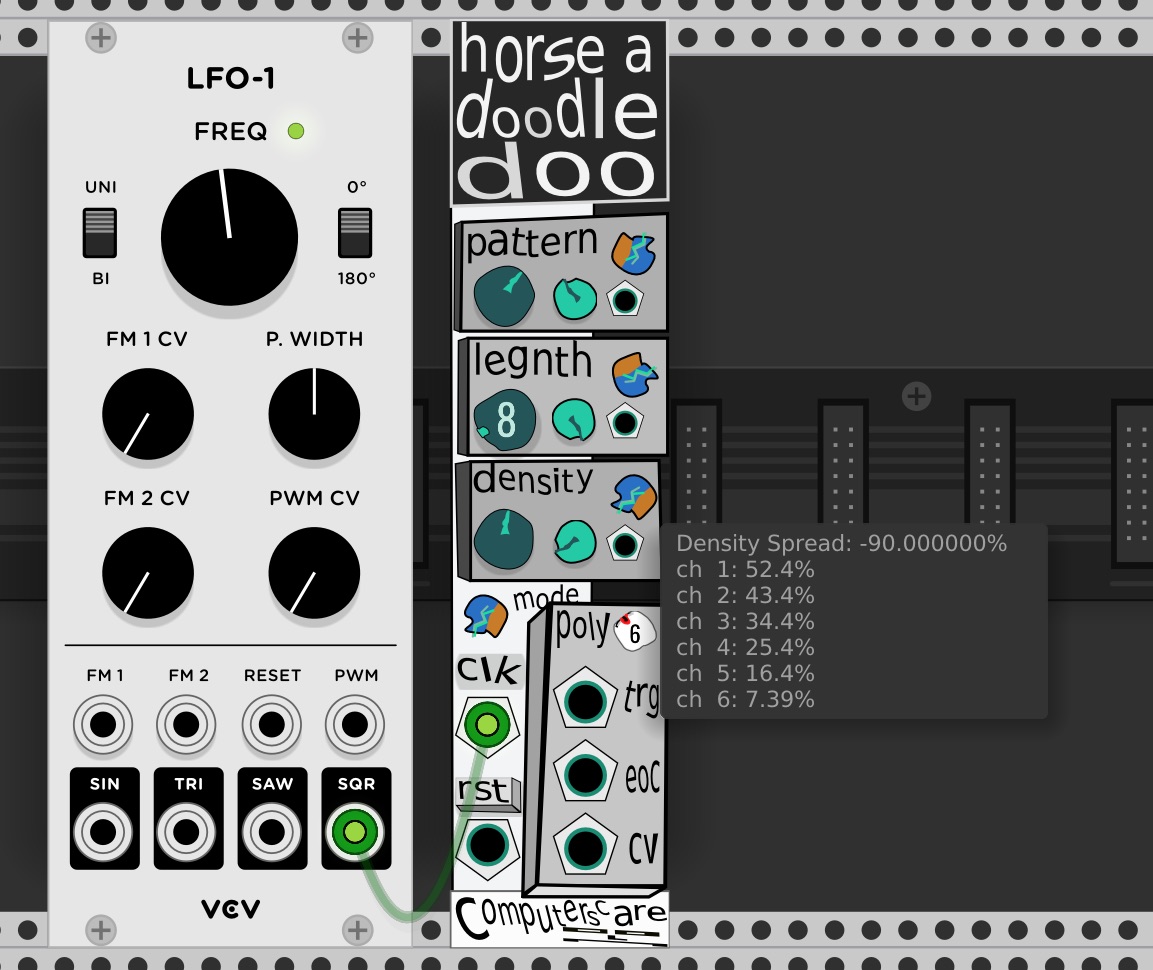 LFO-1
FREQ
UNI
0°
BI
180°
FM 1 CV
P. WIDTH
FM 2 CV
PWM CV
FM 1
FM 2
RESET
PWM
SIN
TRI
SAW
SQR
VCV
horse a
doodle
doo
pattern
legnth
8
density
mode
poly
6
clk
trg
rst
eoc
cv
Computerscare
Density Spread: -90.000000%
ch 1: 52.4%
ch 2: 43.4%
ch 3: 34.4%
ch 4: 25.4%
ch 5: 16.4%
ch 6: 7.39%